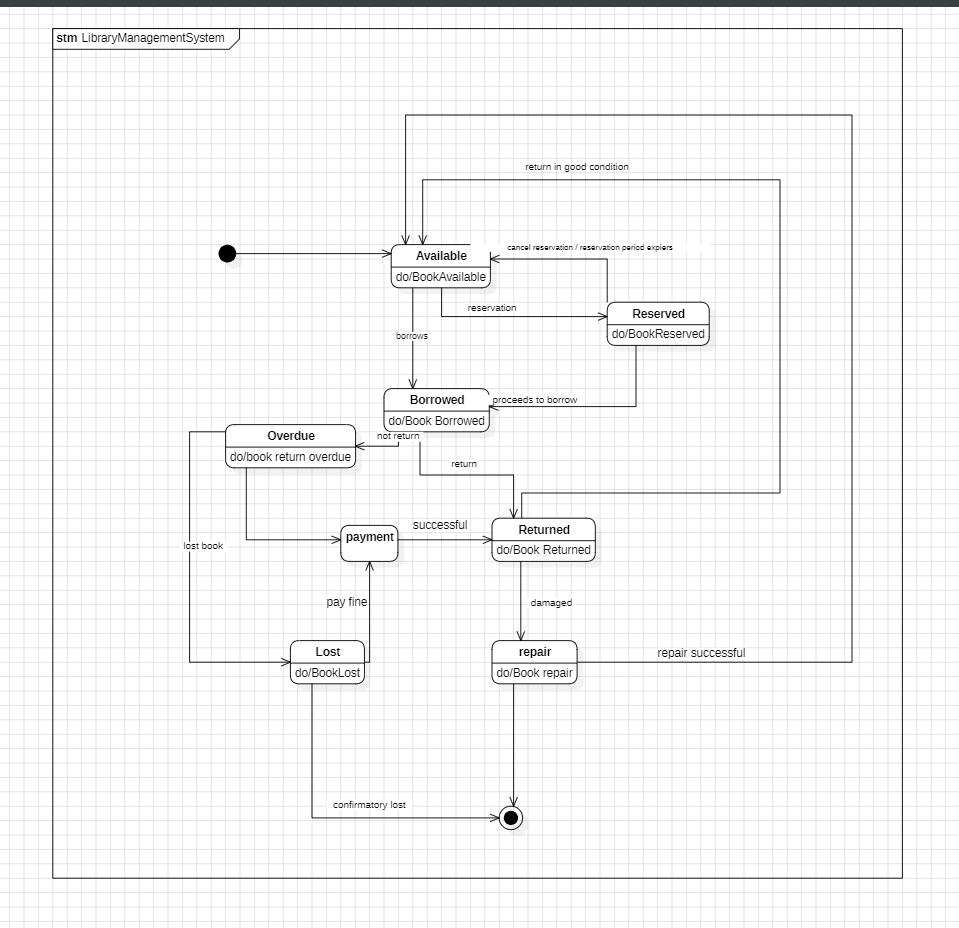 stm LibraryManagementSystem
return in good condition
cancel reservation / reservation period expiers
Available
do/BookAvailable
reservation
Reserved
do/BookReserved
borrows
Borrowed
do/Book Borrowed
proceeds to borrow
not return
Overdue
do/book return overdue
return
successful
payment
Returned
do/Book Returned
lost book
pay fine
damaged
Lost
do/BookLost
repair
do/Book repair
repair successful
confirmatory lost